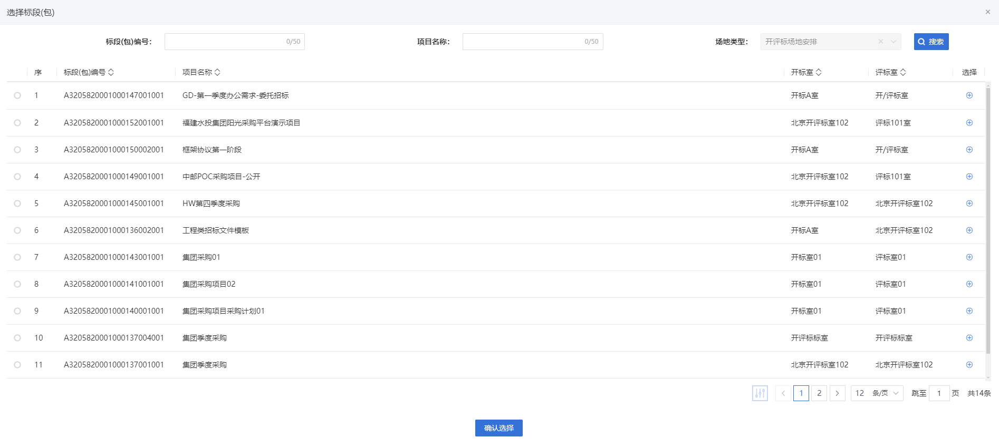 选择标段(包)
标段(包)编号： 0/50 项目名称： 0/50 场地类型： 开评标场地安排 搜索
序 标段(包)编号 项目名称 开标室 评标室 选择
1 A3205820001000147001001 GD-第一季度办公需求-委托招标 开标A室 开/评标室
2 A3205820001000152001001 福建水投集团阳光采购平台演示项目 北京开评标室102 评标101室
3 A3205820001000150002001 框架协议第一阶段 开标A室 开/评标室
4 A3205820001000149001001 中邮POC采购项目-公开 北京开评标室102 评标101室
5 A3205820001000145001001 HW第四季度采购 北京开评标室102 北京开评标室102
6 A3205820001000136002001 工程类招标文件模板 开标A室 北京开评标室102
7 A3205820001000143001001 集团采购01 开标室01 评标室01
8 A3205820001000141001001 集团采购项目02 开标室01 评标室01
9 A3205820001000140001001 集团采购项目采购计划01 开标室01 评标室01
10 A3205820001000137004001 集团季度采购 开评标标室 开评标标室
11 A3205820001000137001001 集团季度采购 北京开评标室102 北京开评标室102
1 2 12 条/页 跳至 1 页 共14条
确认选择